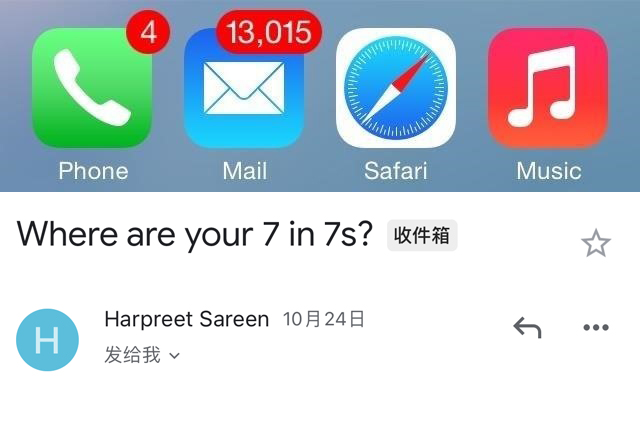 4
13,015
Phone
Mail
Safari
Music
Where are your 7 in 7s? 收件箱
H
Harpreet Sareen 10月24日
发给我